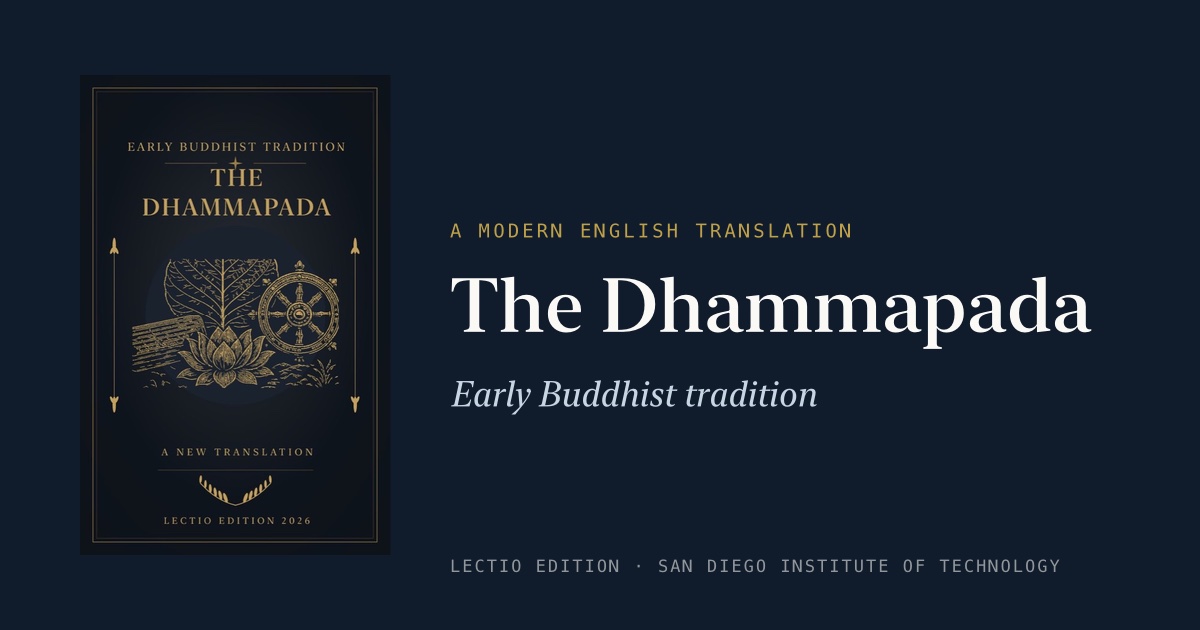 EARLY BUDDHIST TRADITION
THE
DHAMMAPADA
A NEW TRANSLATION
LECTIO EDITION 2026
A MODERN ENGLISH TRANSLATION
The Dhammapada
Early Buddhist tradition
LECTIO EDITION · SAN DIEGO INSTITUTE OF TECHNOLOGY